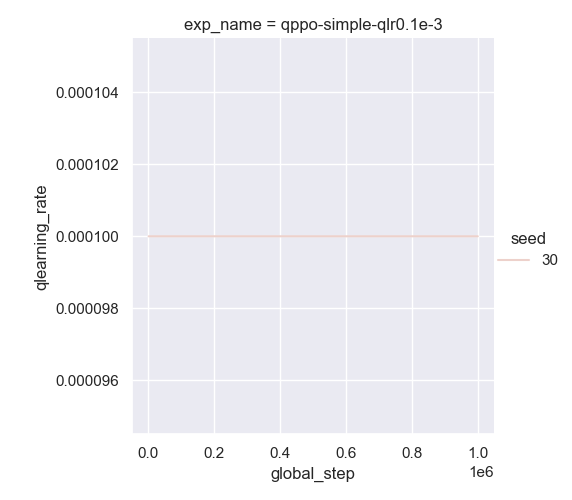 exp_name = qppo-simple-qlr0.1e-3
0.000104
0.000102
0.000100
0.000098
0.000096
qlearning_rate
seed
30
0.0 0.2 0.4 0.6 0.8 1.0
1e6
global_step